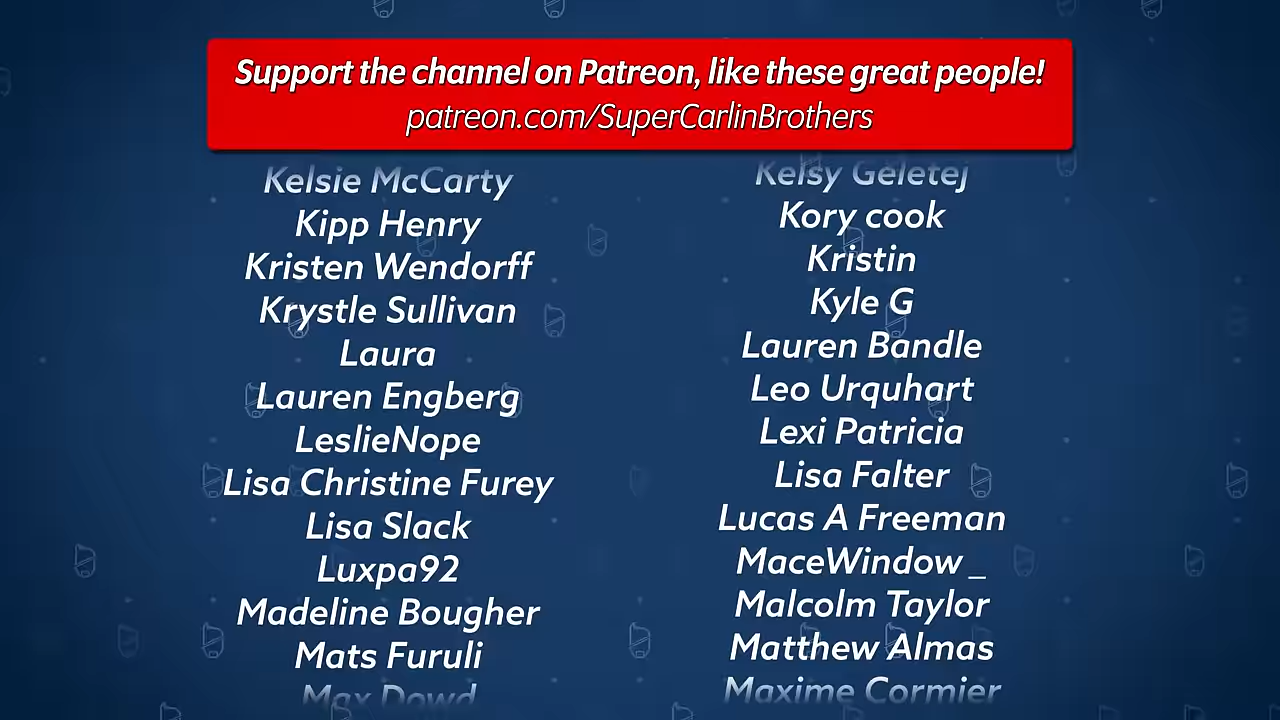 Support the channel on Patreon, like these great people!
patreon.com/SuperCarlinBrothers
Kelsie McCarty
Kipp Henry
Kristen Wendorff
Krystle Sullivan
Laura
Lauren Engberg
LeslieNope
Lisa Christine Furey
Lisa Slack
Luxpa92
Madeline Bougher
Mats Furuli
Max Dowd
Kelsy Geletej
Kory cook
Kristin
Kyle G
Lauren Bandle
Leo Urquhart
Lexi Patricia
Lisa Falter
Lucas A Freeman
MaceWindow _
Malcolm Taylor
Matthew Almas
Maxime Cormier